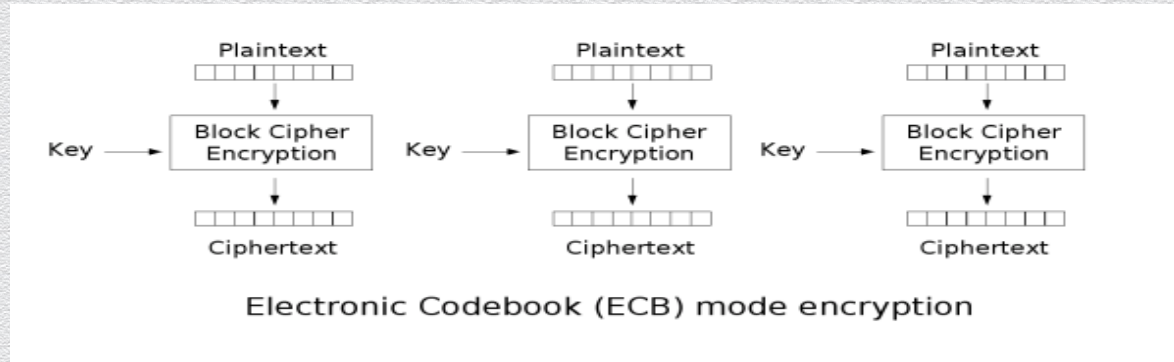 Plaintext
Plaintext
Plaintext
Key
Block Cipher
Encryption
Key
Block Cipher
Encryption
Key
Block Cipher
Encryption
Ciphertext
Ciphertext
Ciphertext
Electronic Codebook (ECB) mode encryption